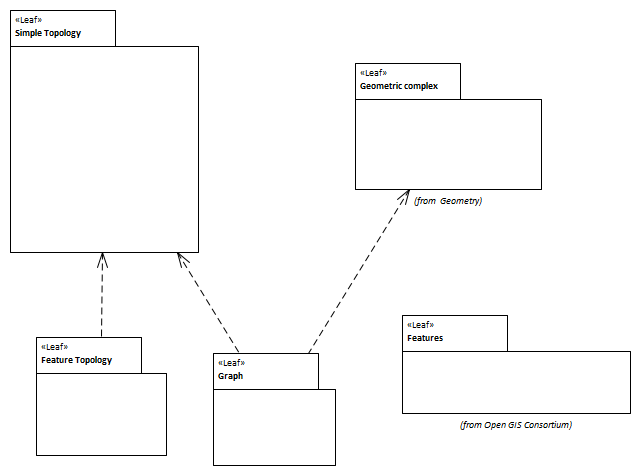 «Leaf»
Simple Topology
«Leaf»
Geometric complex
(from Geometry)
«Leaf»
Features
(from Open GIS Consortium)
«Leaf»
Feature Topology
«Leaf»
Graph